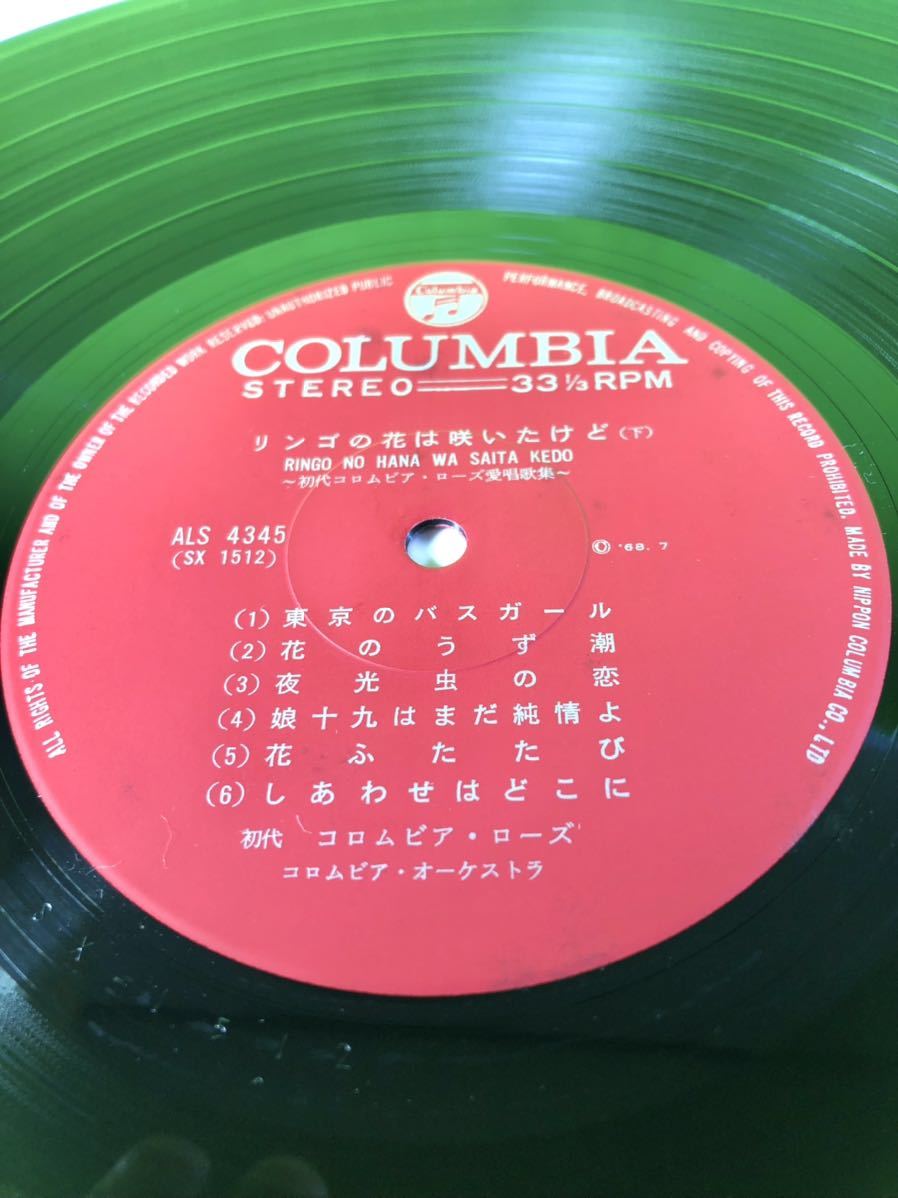 ALL RIGHTS OF THE MANUFACTURER AND OF THE OWNER OF THE RECORDED WORK RESERVED; UNAUTHORIZED PUBLIC PERFORMANCE, BROADCASTING AND COPYING OF THIS RECORD PROHIBITED. MADE BY NIPPON COLUMBIA CO., LTD
Columbia
COLUMBIA
STEREO 33 1/3 RPM
リンゴの花は咲いたけど(下)
RINGO NO HANA WA SAITA KEDO
～初代コロムビア・ローズ愛唱歌集～
ALS 4345
(SX 1512)
Ⓒ '68. 7
(1) 東京のバスガール
(2) 花のうず潮
(3) 夜光虫の恋
(4) 娘十九はまだ純情よ
(5) 花ふたたび
(6) しあわせはどこに
初代 コロムビア・ローズ
コロムビア・オーケストラ